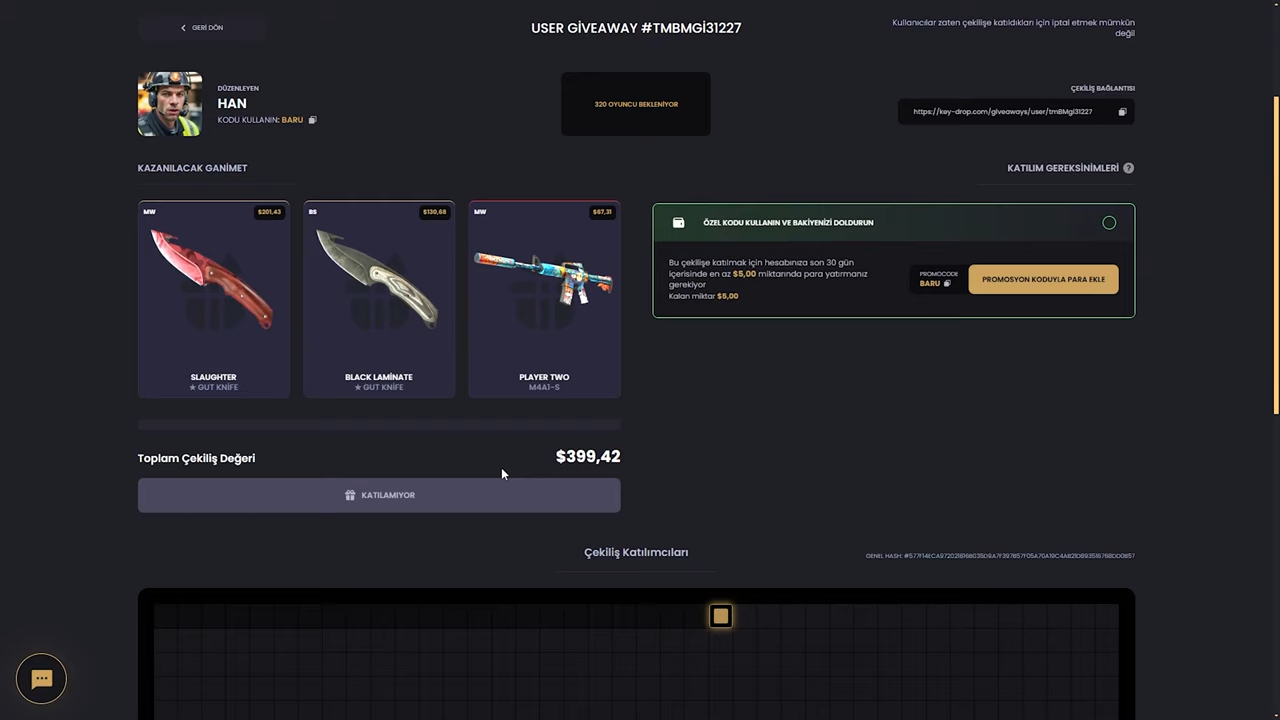 GERİ DÖN
USER GİVEAWAY #TMBMGİ31227
Kullanıcılar zaten çekilişe katıldıkları için iptal etmek mümkün
değil
DÜZENLEYEN
HAN
KODU KULLANIN: BARU
320 OYUNCU BEKLENİYOR
ÇEKİLİŞ BAĞLANTISI
https://key-drop.com/giveaways/user/tmBMgi31227
KAZANILACAK GANİMET
KATILIM GEREKSİNİMLERİ ?
MW
$201,43
BS
$130,68
MW
$67,31
SLAUGHTER
★ GUT KNİFE
BLACK LAMİNATE
★ GUT KNİFE
PLAYER TWO
M4A1-S
ÖZEL KODU KULLANIN VE BAKİYENİZİ DOLDURUN
Bu çekilişe katılmak için hesabınıza son 30 gün
içerisinde en az $5,00 miktarında para yatırmanız
gerekiyor
Kalan miktar $5,00
PROMOCODE
BARU
PROMOSYON KODUYLA PARA EKLE
Toplam Çekiliş Değeri
$399,42
KATILAMIYOR
Çekiliş Katılımcıları
GENEL HASH: